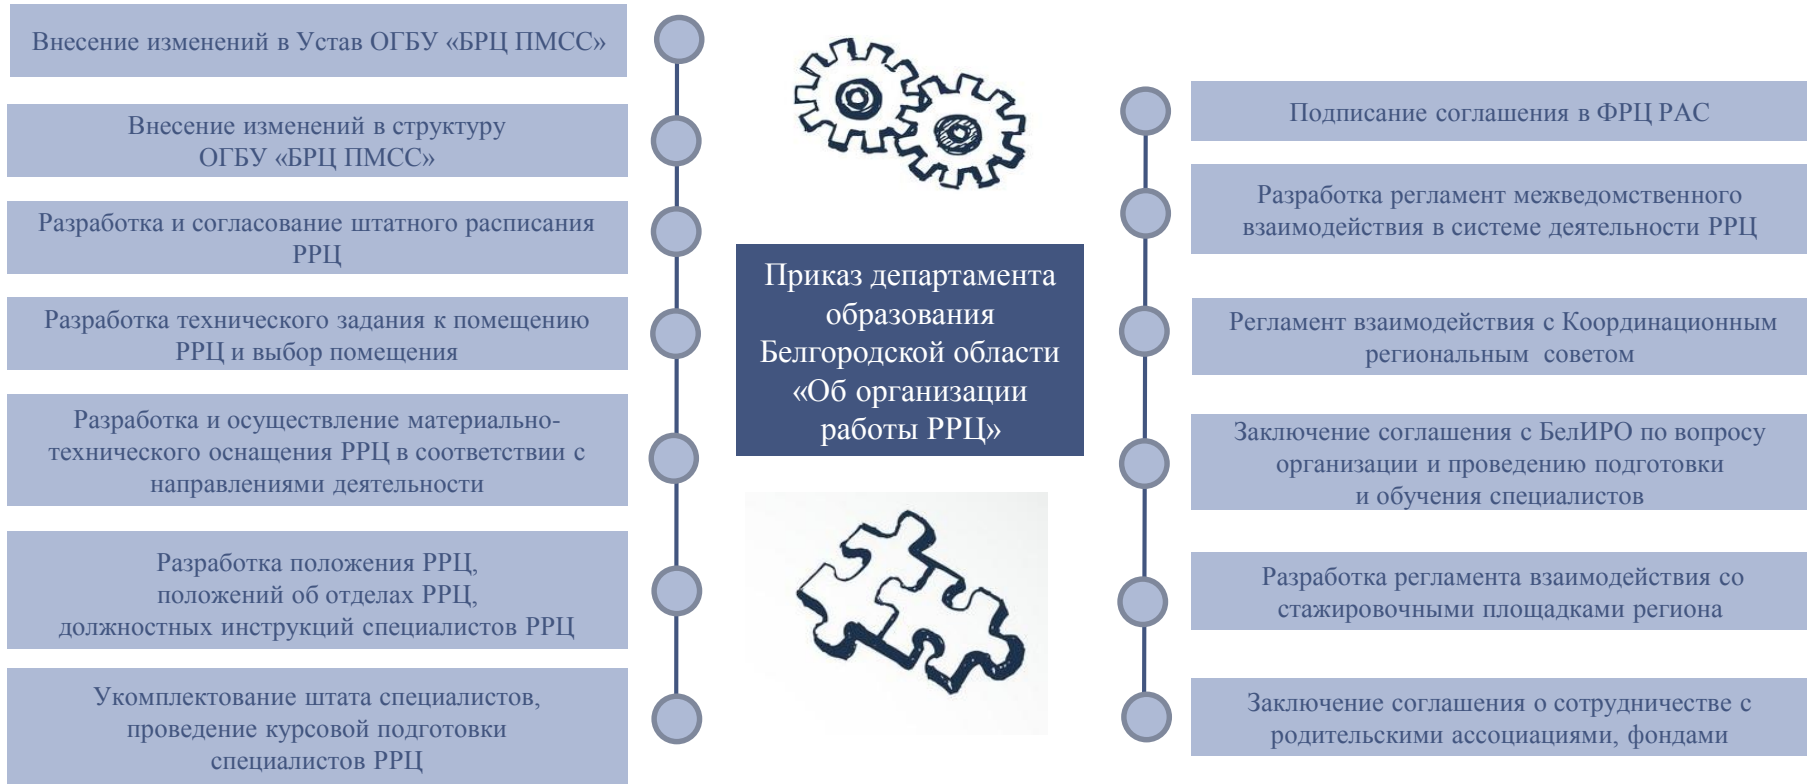 Внесение изменений в Устав ОГБУ «БРЦ ПМСС»
Внесение изменений в структуру
ОГБУ «БРЦ ПМСС»
Разработка и согласование штатного расписания
РРЦ
Разработка технического задания к помещению
РРЦ и выбор помещения
Разработка и осуществление материально-
технического оснащения РРЦ в соответствии с
направлениями деятельности
Разработка положения РРЦ,
положений об отделах РРЦ,
должностных инструкций специалистов РРЦ
Укомплектование штата специалистов,
проведение курсовой подготовки
специалистов РРЦ
Приказ департамента
образования
Белгородской области
«Об организации
работы РРЦ»
Подписание соглашения в ФРЦ РАС
Разработка регламент межведомственного
взаимодействия в системе деятельности РРЦ
Регламент взаимодействия с Координационным
региональным советом
Заключение соглашения с БелИРО по вопросу
организации и проведению подготовки
и обучения специалистов
Разработка регламента взаимодействия со
стажировочными площадками региона
Заключение соглашения о сотрудничестве с
родительскими ассоциациями, фондами